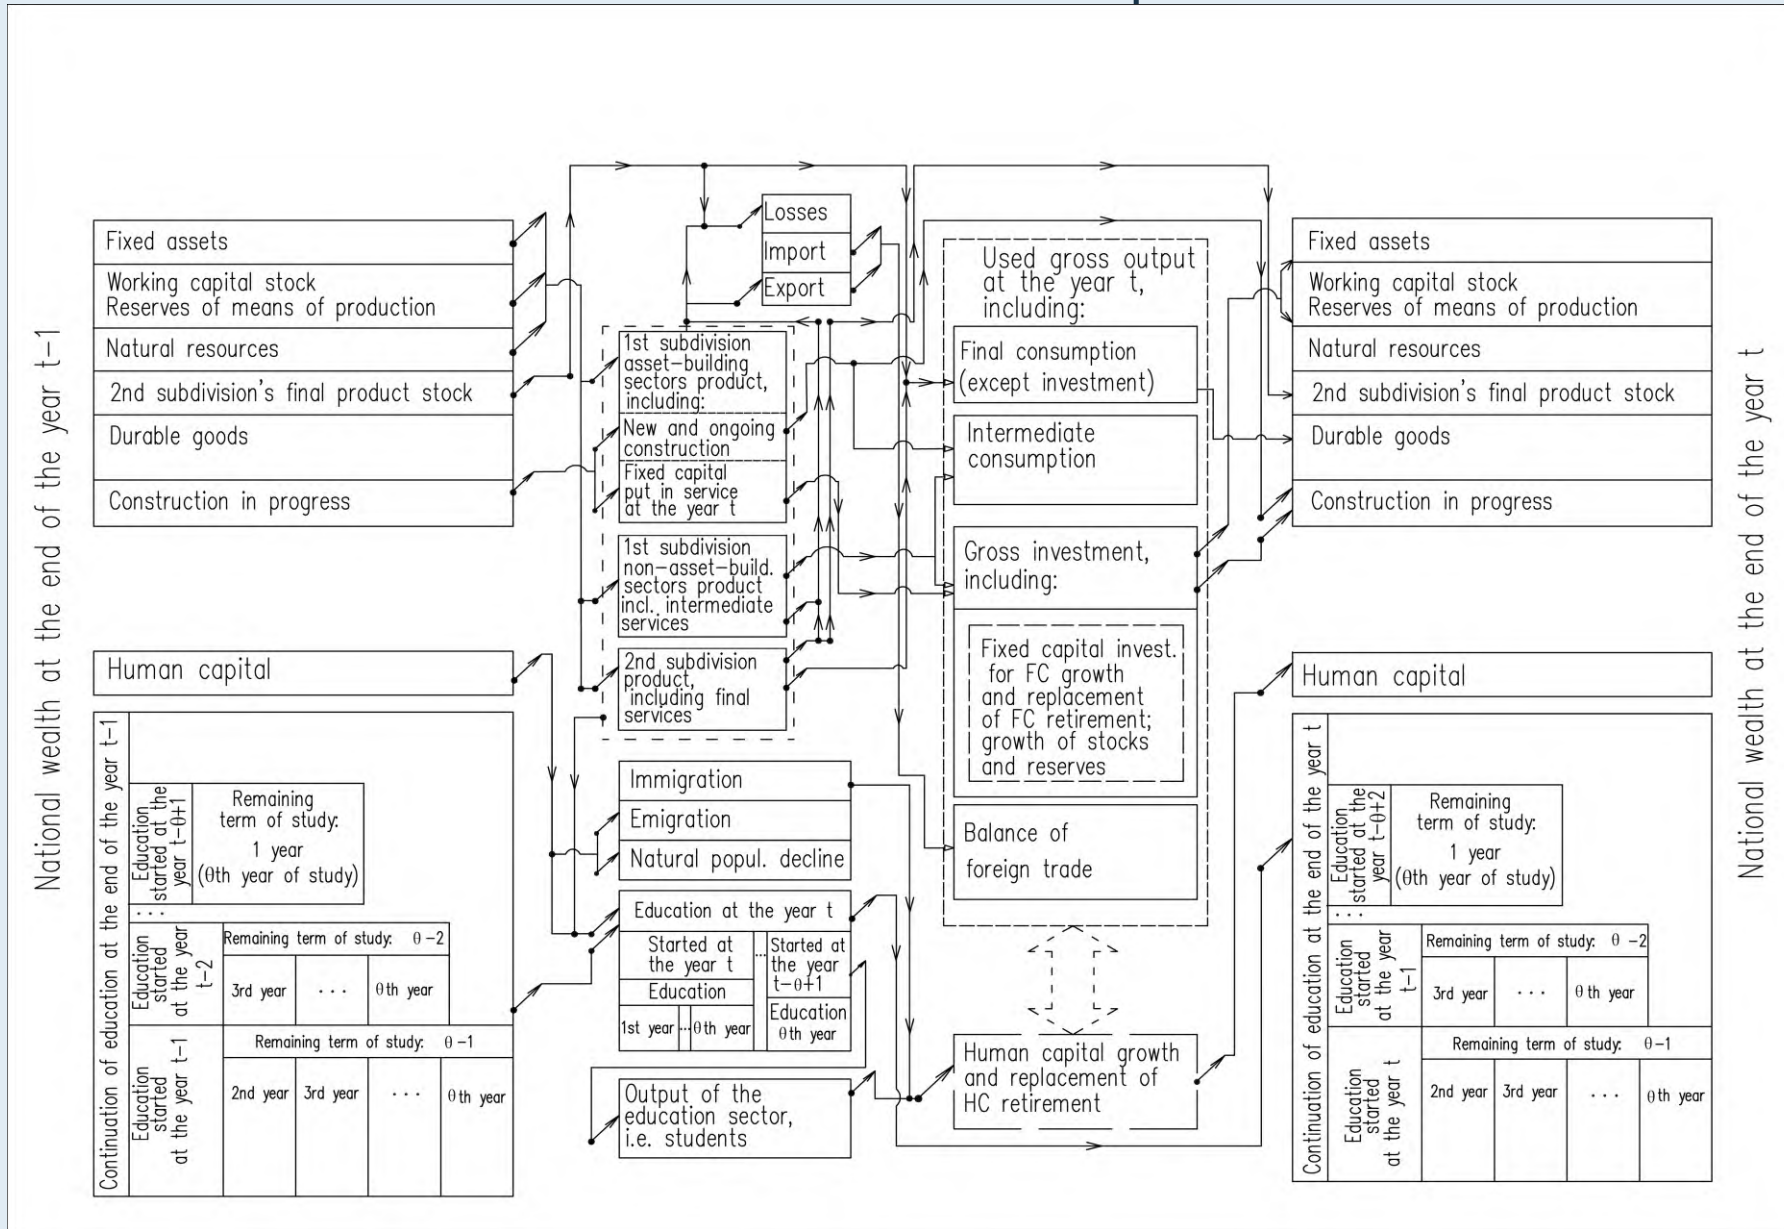 National wealth at the end of the year t-1
Fixed assets
Working capital stock
Reserves of means of production
Natural resources
2nd subdivision's final product stock
Durable goods
Construction in progress
Human capital
Continuation of education at the end of the year t-1
Education
started at the
year t-θ+1
Remaining
term of study:
1 year
(θth year of study)
...
Education
started
at the year
t-2
Remaining term of study: θ-2
3rd year
...
θth year
Education
started
at the year t-1
Remaining term of study: θ-1
2nd year
3rd year
...
θth year
Losses
Import
Export
1st subdivision
asset-building
sectors product,
including:
New and ongoing
construction
Fixed capital
put in service
at the year t
1st subdivision
non-asset-build.
sectors product
incl. intermediate
services
2nd subdivision
product,
including final
services
Immigration
Emigration
Natural popul. decline
Education at the year t
Started at
the year t
...
Started at
the year
t-θ+1
Education
1st year
...
θth year
...
Education
θth year
Output of the
education sector,
i.e. students
Used gross output
at the year t,
including:
Final consumption
(except investment)
Intermediate
consumption
Gross investment,
including:
Fixed capital invest.
for FC growth
and replacement
of FC retirement;
growth of stocks
and reserves
Balance of
foreign trade
Human capital growth
and replacement of
HC retirement
Fixed assets
Working capital stock
Reserves of means of production
Natural resources
2nd subdivision's final product stock
Durable goods
Construction in progress
Human capital
Continuation of education at the end of the year t
Education
started at the
year t-θ+2
Remaining
term of study:
1 year
(θth year of study)
...
Education
started
at the year
t-1
Remaining term of study: θ-2
3rd year
...
θth year
Education
started
at the year t
Remaining term of study: θ-1
2nd year
3rd year
...
θth year
National wealth at the end of the year t